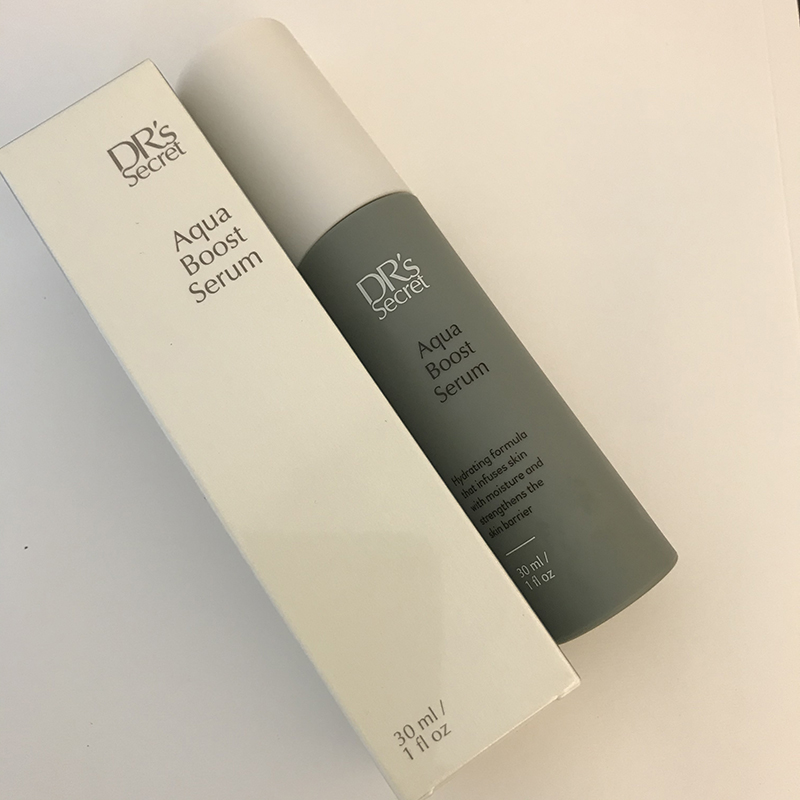 DR's
Secret
Aqua
Boost
Serum
30 ml /
1 fl oz
DR's
Secret
Aqua
Boost
Serum
Hydrating formula
that infuses skin
with moisture and
strengthens the
skin barrier
30 ml /
1 fl oz